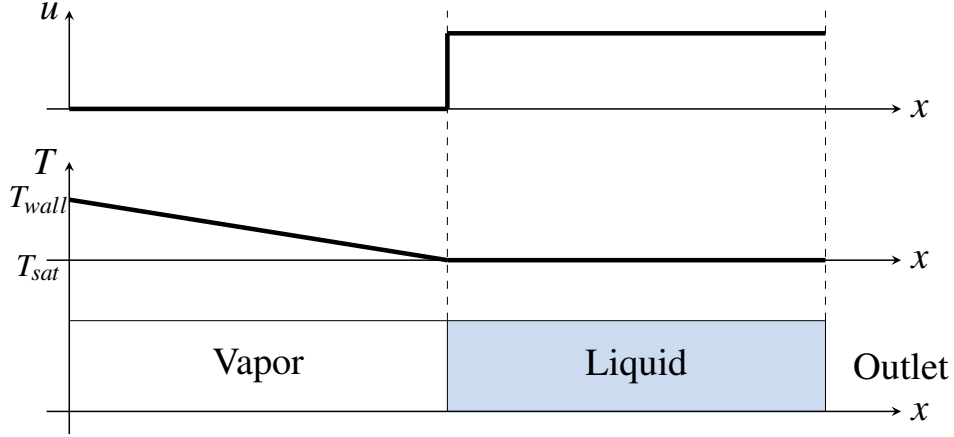 u
x
T
T_wall
T_sat
x
Vapor
Liquid
Outlet
x